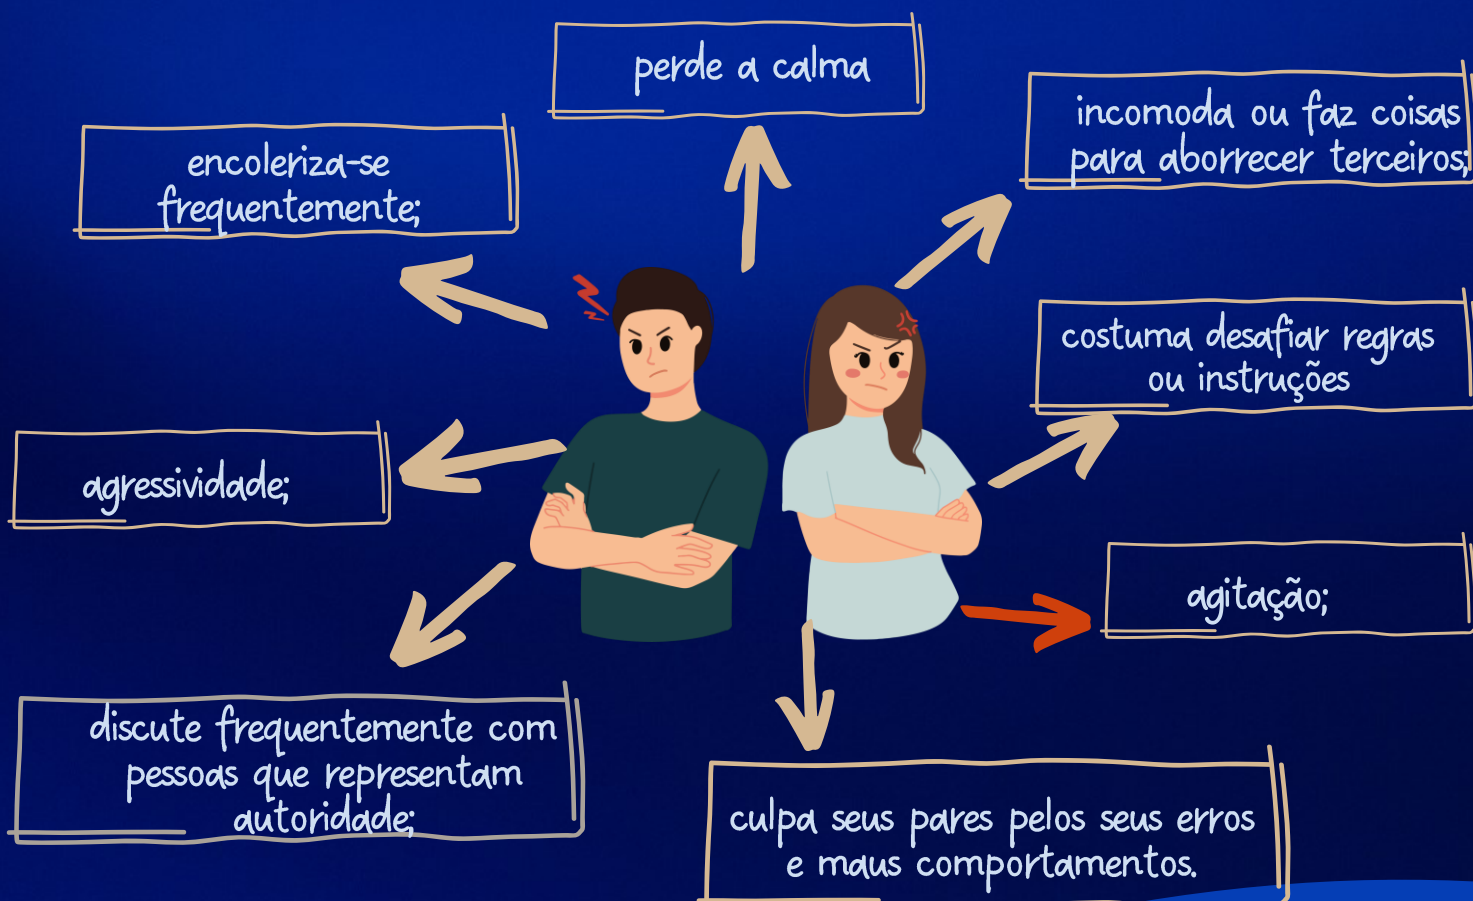 perde a calma
incomoda ou faz coisas
para aborrecer terceiros;
encoleriza-se
frequentemente;
costuma desafiar regras
ou instruções
agressividade;
agitação;
discute frequentemente com
pessoas que representam
autoridade;
culpa seus pares pelos seus erros
e maus comportamentos.